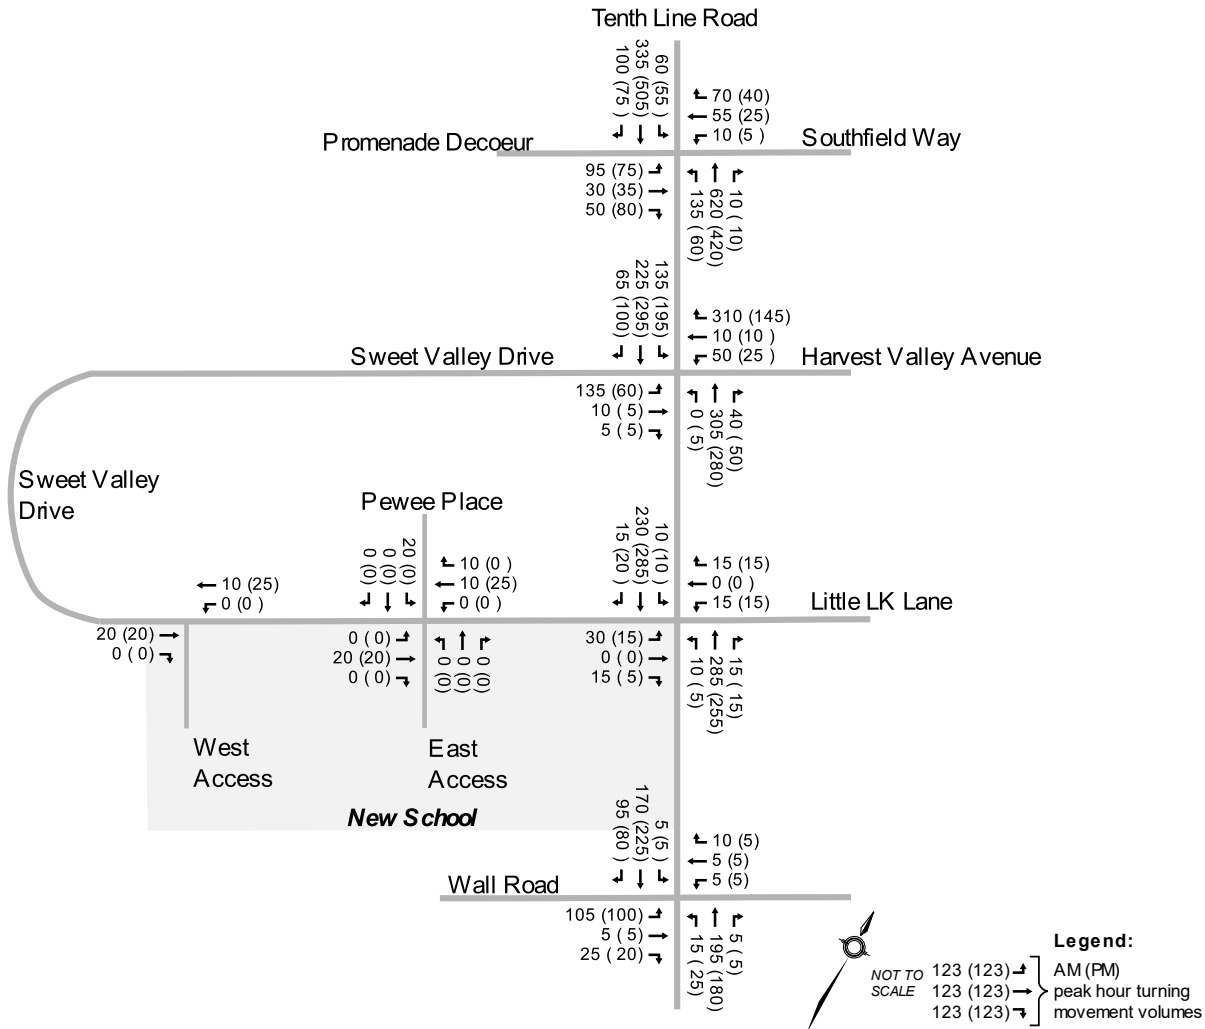 Tenth Line Road
100 (75 )
335 (505)
60 (55 )
70 (40)
55 (25)
10 (5 )
Promenade Decoeur
Southfield Way
95 (75)
30 (35)
50 (80)
135 ( 60)
620 (420)
10 ( 10)
65 (100)
225 (295)
135 (195)
310 (145)
10 (10 )
50 (25 )
Sweet Valley Drive
Harvest Valley Avenue
135 (60)
10 ( 5)
5 ( 5)
0 ( 5)
305 (280)
40 ( 50)
Sweet Valley
Drive
Pewee Place
0 (0 )
0 (0)
20 (0)
10 (0 )
10 (25)
0 (0 )
15 (20 )
230 (285)
10 (10 )
15 (15)
0 (0 )
15 (15)
10 (25)
0 (0 )
Little LK Lane
20 (20)
0 ( 0)
0 ( 0)
20 (20)
0 ( 0)
0 (0)
0 (0)
0 (0)
30 (15)
0 ( 0)
15 ( 5)
10 ( 5)
285 (255)
15 ( 15)
West
Access
East
Access
New School
95 (80 )
170 (225)
5 (5 )
10 (5)
5 (5)
5 (5)
Wall Road
105 (100)
5 ( 5)
25 ( 20)
15 ( 25)
195 (180)
5 ( 5)
Legend:
NOT TO
SCALE
123 (123)
123 (123)
123 (123)
AM (PM)
peak hour turning
movement volumes